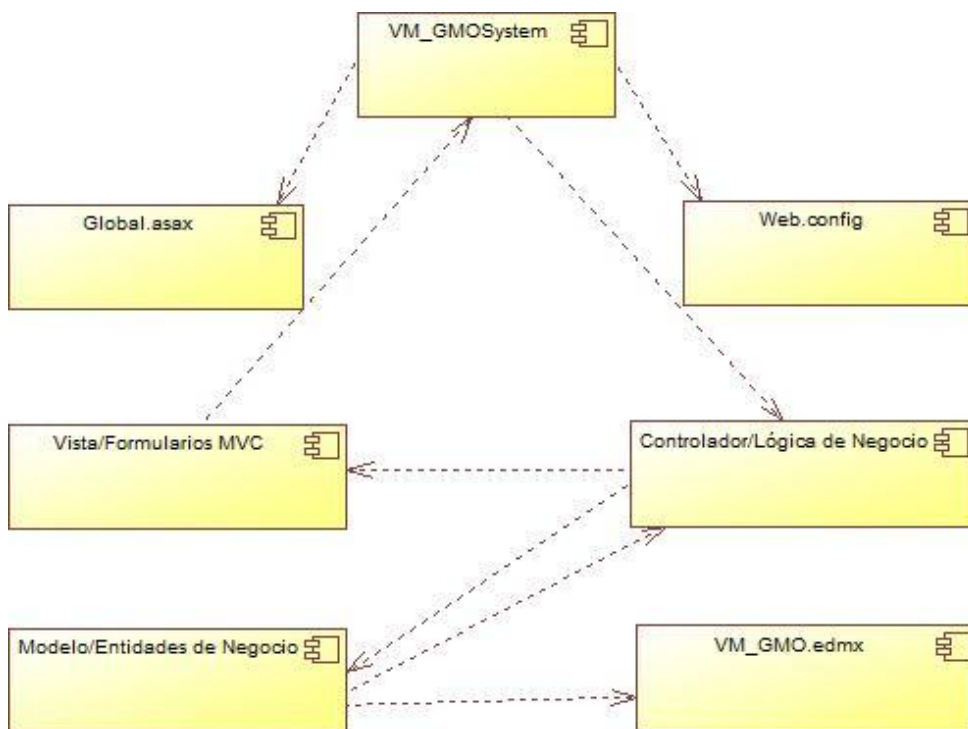 VM_GMOSystem
Global.asax
Web.config
Vista/Formularios MVC
Controlador/Lógica de Negocio
Modelo/Entidades de Negocio
VM_GMO.edmx